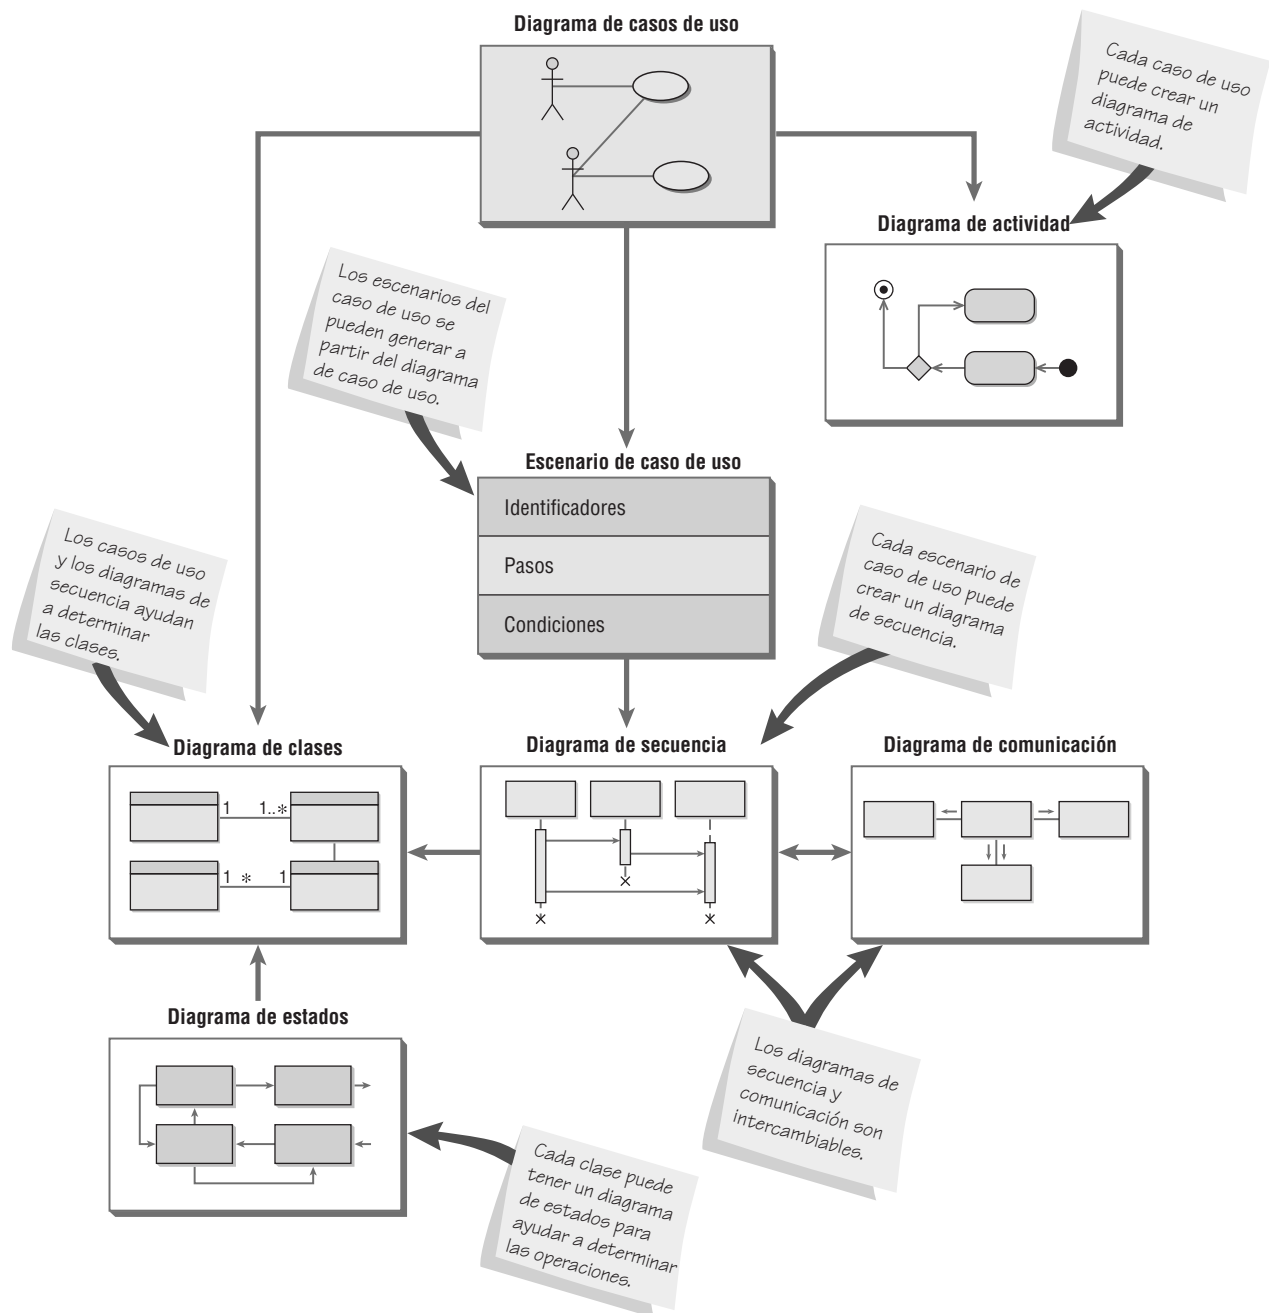 Diagrama de casos de uso
Cada caso de uso
puede crear un
diagrama de
actividad.
Diagrama de actividad
Los escenarios del
caso de uso se
pueden generar a
partir del diagrama
de caso de uso.
Escenario de caso de uso
Identificadores
Pasos
Condiciones
Los casos de uso
y los diagramas de
secuencia ayudan
a determinar
las clases.
Cada escenario de
caso de uso puede
crear un diagrama
de secuencia.
Diagrama de clases
1 1..*
1 * 1
Diagrama de secuencia
Diagrama de comunicación
Diagrama de estados
Los diagramas de
secuencia y
comunicación son
intercambiables.
Cada clase puede
tener un diagrama
de estados para
ayudar a determinar
las operaciones.